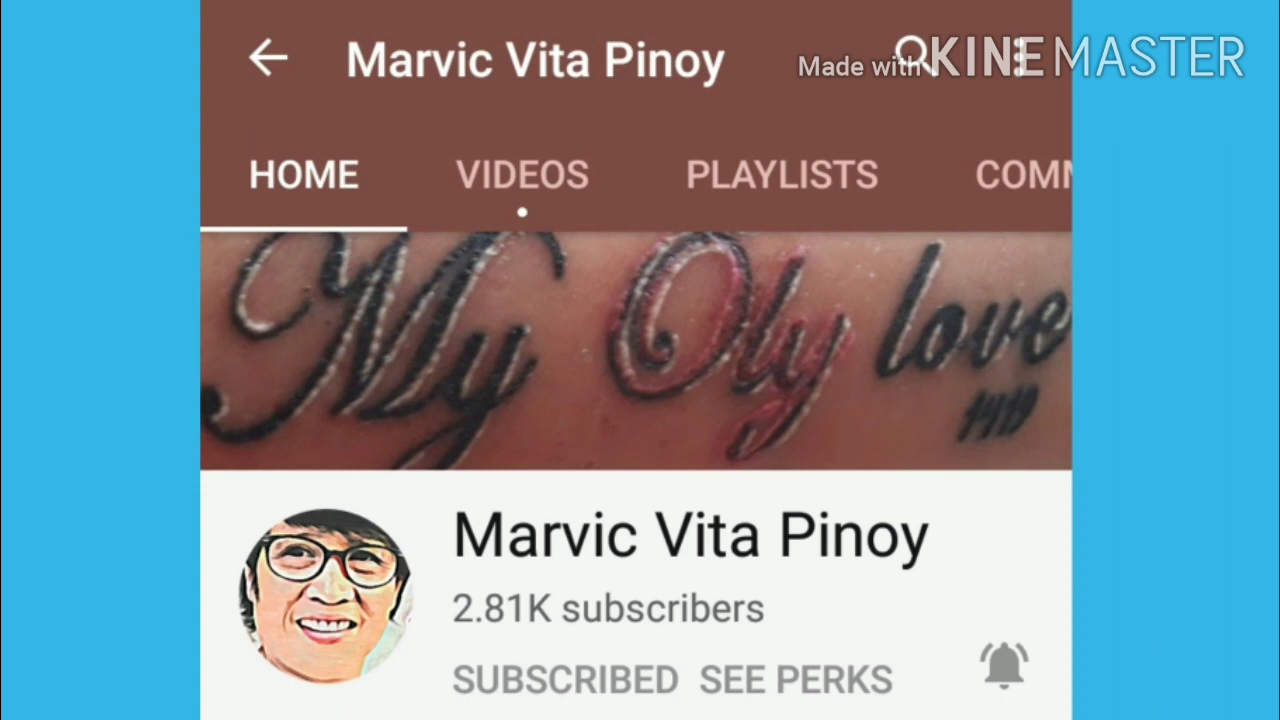 Marvic Vita Pinoy
Made with KINEMASTER
HOME VIDEOS PLAYLISTS COMM
My Oly love
1419
Marvic Vita Pinoy
2.81K subscribers
SUBSCRIBED SEE PERKS